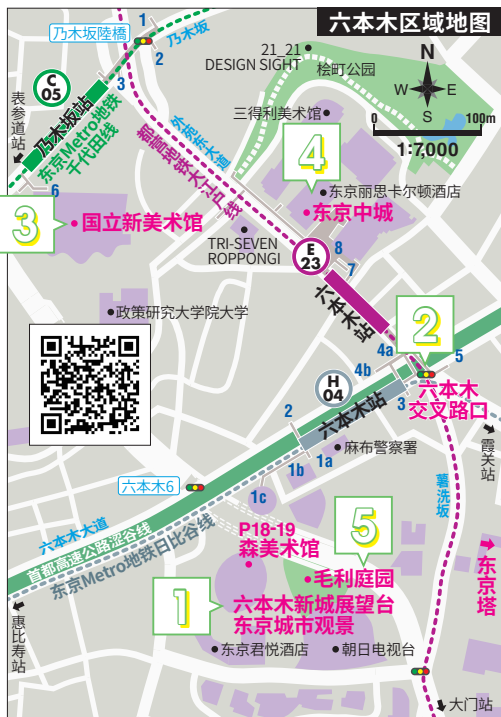 六本木区域地图
乃木坂陸橋
1
乃木坂
2
21_21
DESIGN SIGHT
桧町公园
N
W
E
S
0
100m
1:7,000
C
05
3
表参道站
乃木坂站
东京Metro地铁
千代田线
外苑东大道
都营地铁大江户线
三得利美术馆
4
东京丽思卡尔顿酒店
东京中城
6
3
国立新美术馆
TRI-SEVEN
ROPPONGI
E
23
8
7
六本木站
政策研究大学院大学
2
4a
4b
5
H
04
六本木
交叉路口
3
2
六本木站
霞关站
1a
1b
麻布警察署
六本木6
1c
薯洗坂
六本木大道
首都高速公路涩谷线
东京Metro地铁日比谷线
P18-19
森美术馆
5
毛利庭园
东京塔
1
六本木新城展望台
东京城市观景
惠比寿站
东京君悦酒店
朝日电视台
大门站